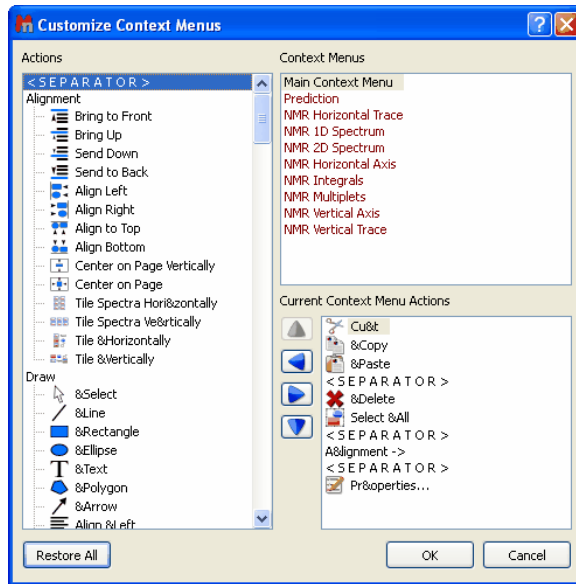 Customize Context Menus
Actions
<SEPARATOR>
Alignment
Bring to Front
Bring Up
Send Down
Send to Back
Align Left
Align Right
Align to Top
Align Bottom
Center on Page Vertically
Center on Page
Tile Spectra Hori&zontally
Tile Spectra Ve&rtically
Tile &Horizontally
Tile &Vertically
Draw
&Select
&Line
&Rectangle
&Ellipse
&Text
&Polygon
&Arrow
Align &Left
Context Menus
Main Context Menu
Prediction
NMR Horizontal Trace
NMR 1D Spectrum
NMR 2D Spectrum
NMR Horizontal Axis
NMR Integrals
NMR Multiplets
NMR Vertical Axis
NMR Vertical Trace
Current Context Menu Actions
Cu&t
&Copy
&Paste
<SEPARATOR>
&Delete
Select &All
<SEPARATOR>
A&lignment ->
<SEPARATOR>
Pr&operties...
Restore All
OK
Cancel